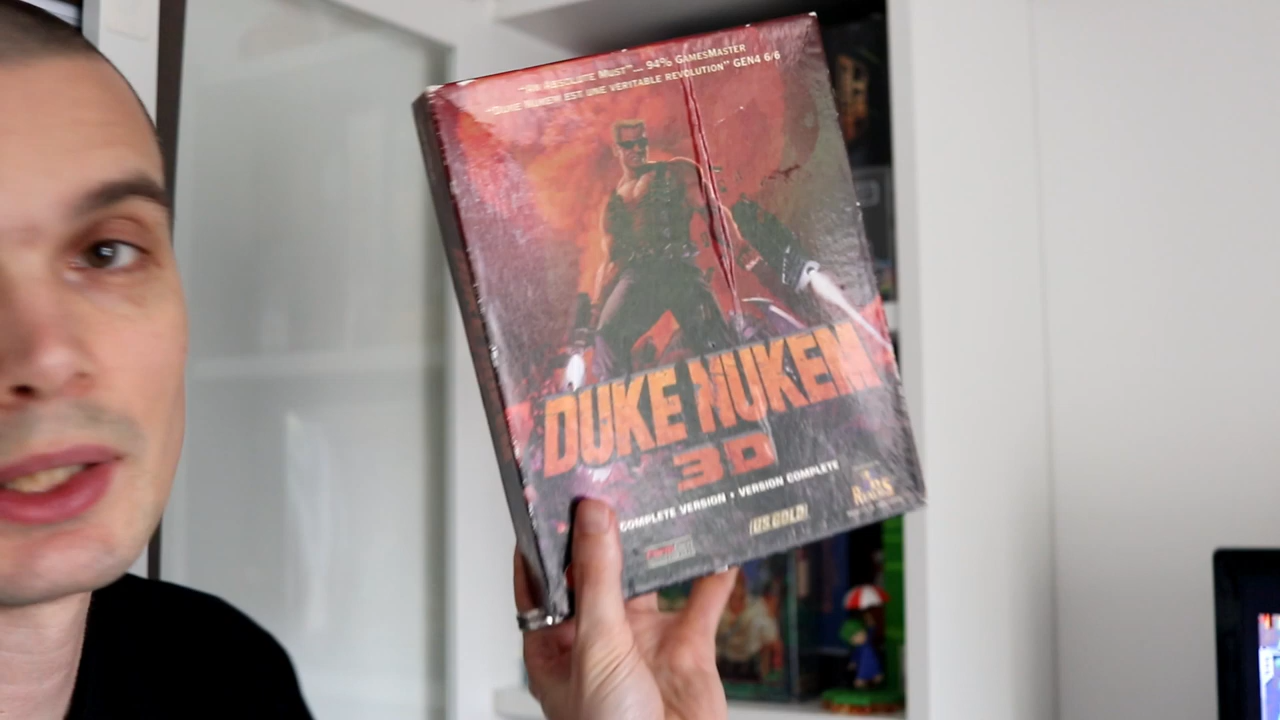 "AN ABSOLUTE MUST" — 94% GAMESMASTER
"DUKE NUKEM EST UNE VERITABLE REVOLUTION" GEN4 6/6
DUKE NUKEM
3D
COMPLETE VERSION • VERSION COMPLETE
US GOLD